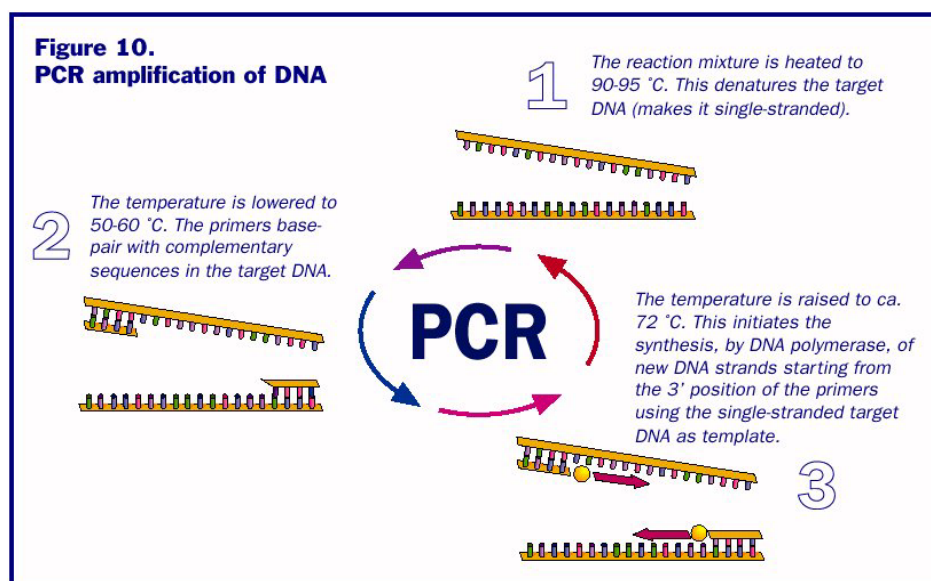 Figure 10.
PCR amplification of DNA
1
The reaction mixture is heated to
90-95 ˚C. This denatures the target
DNA (makes it single-stranded).
2
The temperature is lowered to
50-60 ˚C. The primers base-
pair with complementary
sequences in the target DNA.
PCR
The temperature is raised to ca.
72 ˚C. This initiates the
synthesis, by DNA polymerase, of
new DNA strands starting from
the 3’ position of the primers
using the single-stranded target
DNA as template.
3